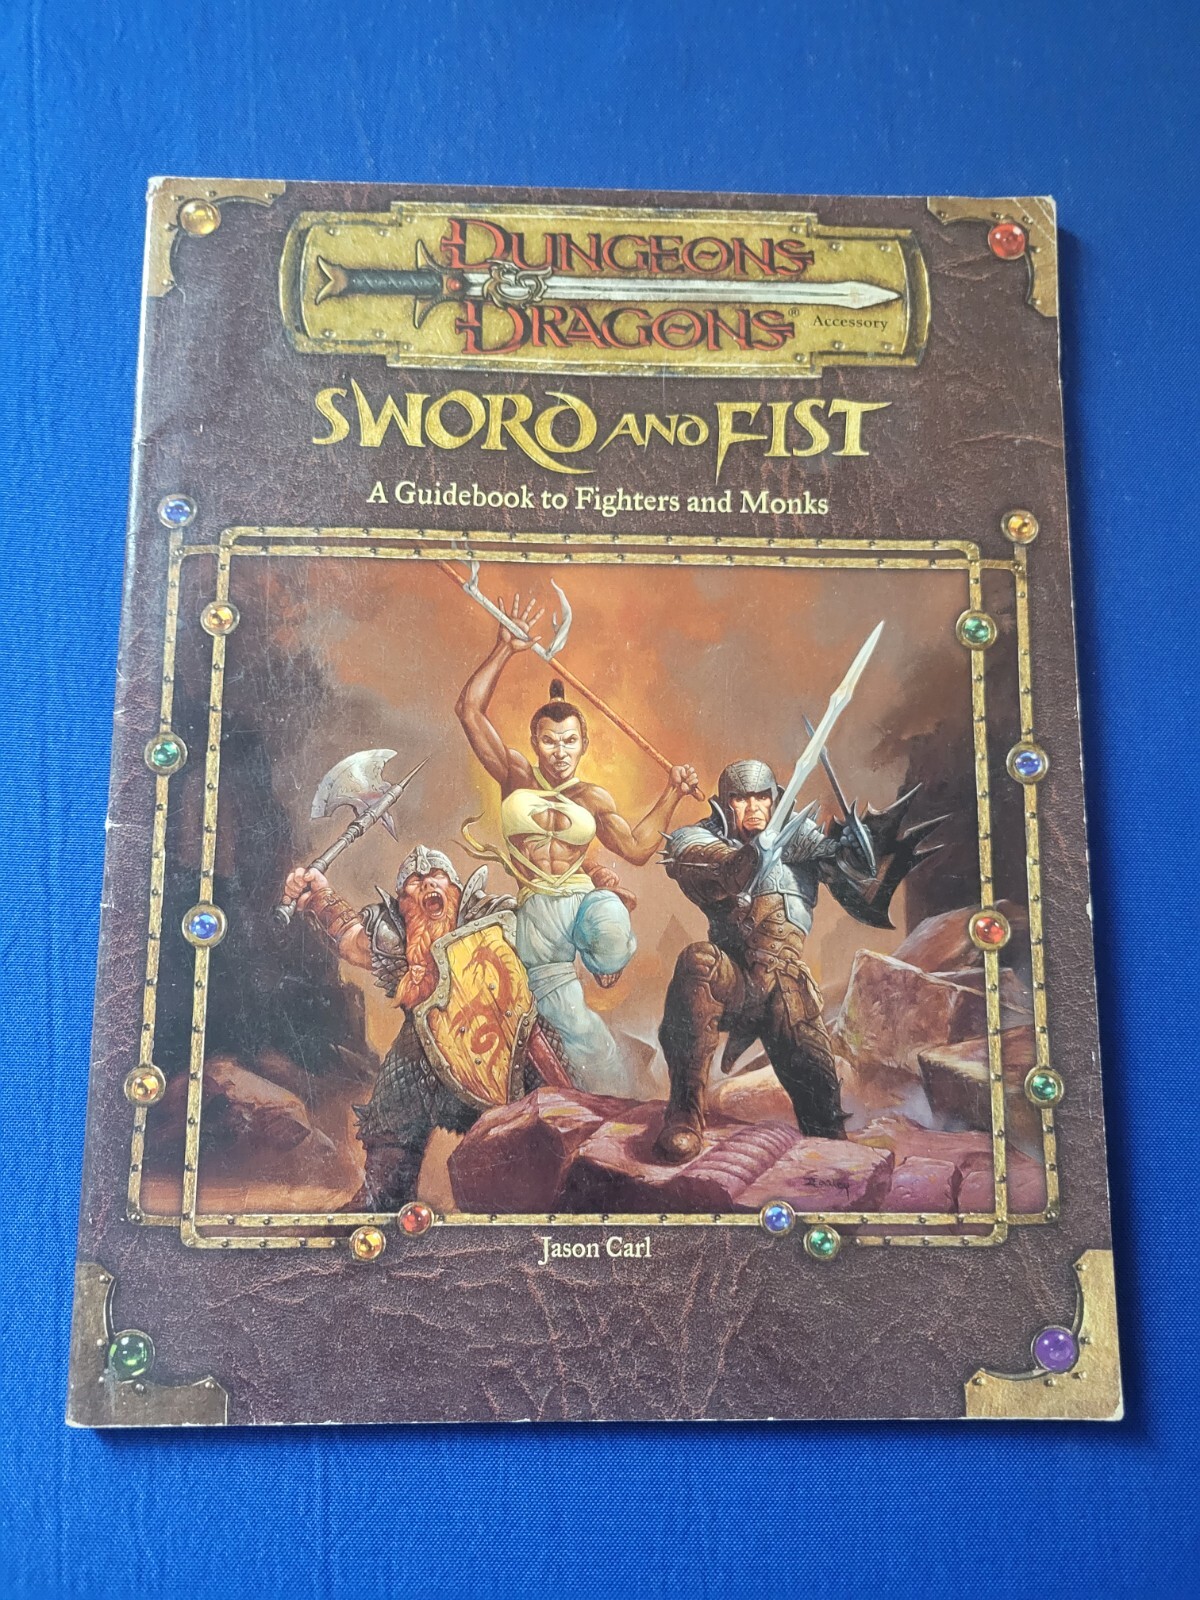 DUNGEONS
DRAGONS® Accessory
SWORD AND FIST
A Guidebook to Fighters and Monks
Jason Carl